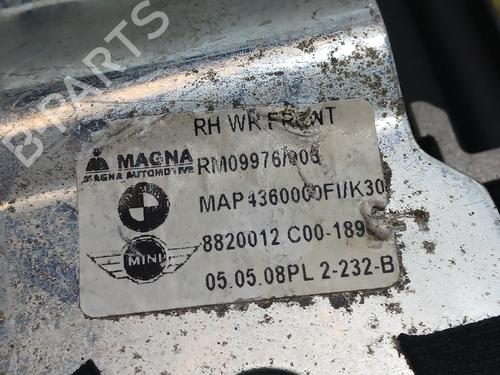 B-PARTS
RH WR FRONT
MAGNA
MAGNA AUTOMOTIVE
RM09976/006
MAP4360000FI/K30
8820012 C00-189
MINI
05.05.08PL 2-232-B